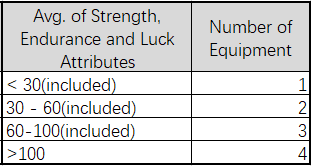 Avg. of Strength,
Endurance and Luck
Attributes
Number of
Equipment
< 30(included) 1
30 - 60(included) 2
60-100(included) 3
>100 4